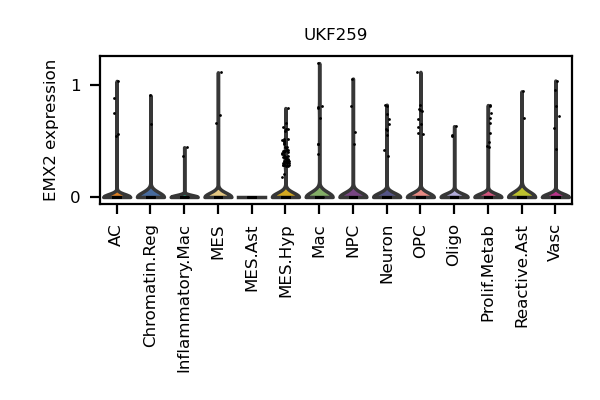 UKF259
EMX2 expression
1
0
AC
Chromatin.Reg
Inflammatory.Mac
MES
MES.Ast
MES.Hyp
Mac
NPC
Neuron
OPC
Oligo
Prolif.Metab
Reactive.Ast
Vasc